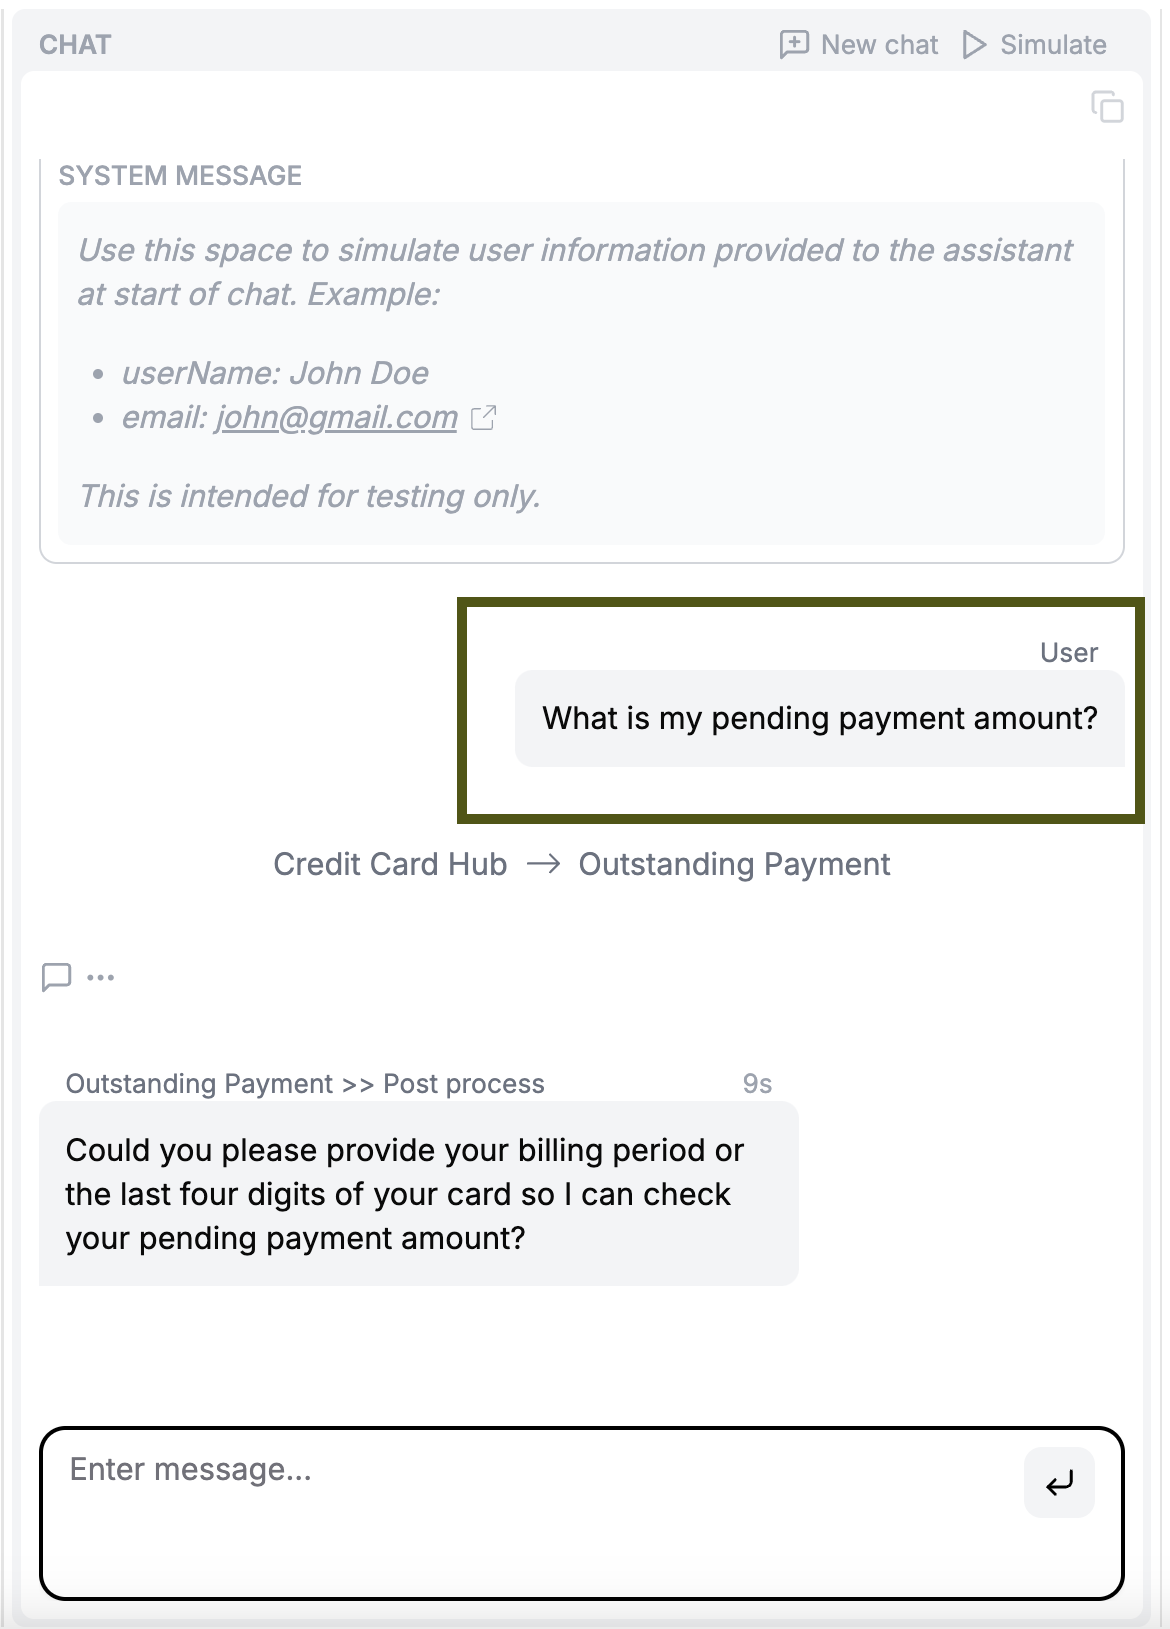 CHAT
New chat
Simulate
SYSTEM MESSAGE
Use this space to simulate user information provided to the assistant
at start of chat. Example:
• userName: John Doe
• email: john@gmail.com
This is intended for testing only.
User
What is my pending payment amount?
Credit Card Hub → Outstanding Payment
Outstanding Payment >> Post process 9s
Could you please provide your billing period or
the last four digits of your card so I can check
your pending payment amount?
Enter message...